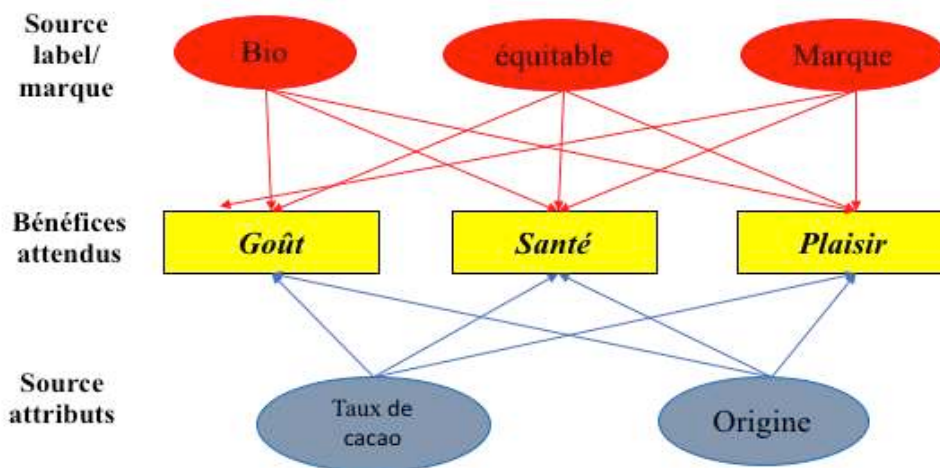 Source
label/
marque
Bio
équitable
Marque
Bénéfices
attendus
Goût
Santé
Plaisir
Source
attributs
Taux de
cacao
Origine